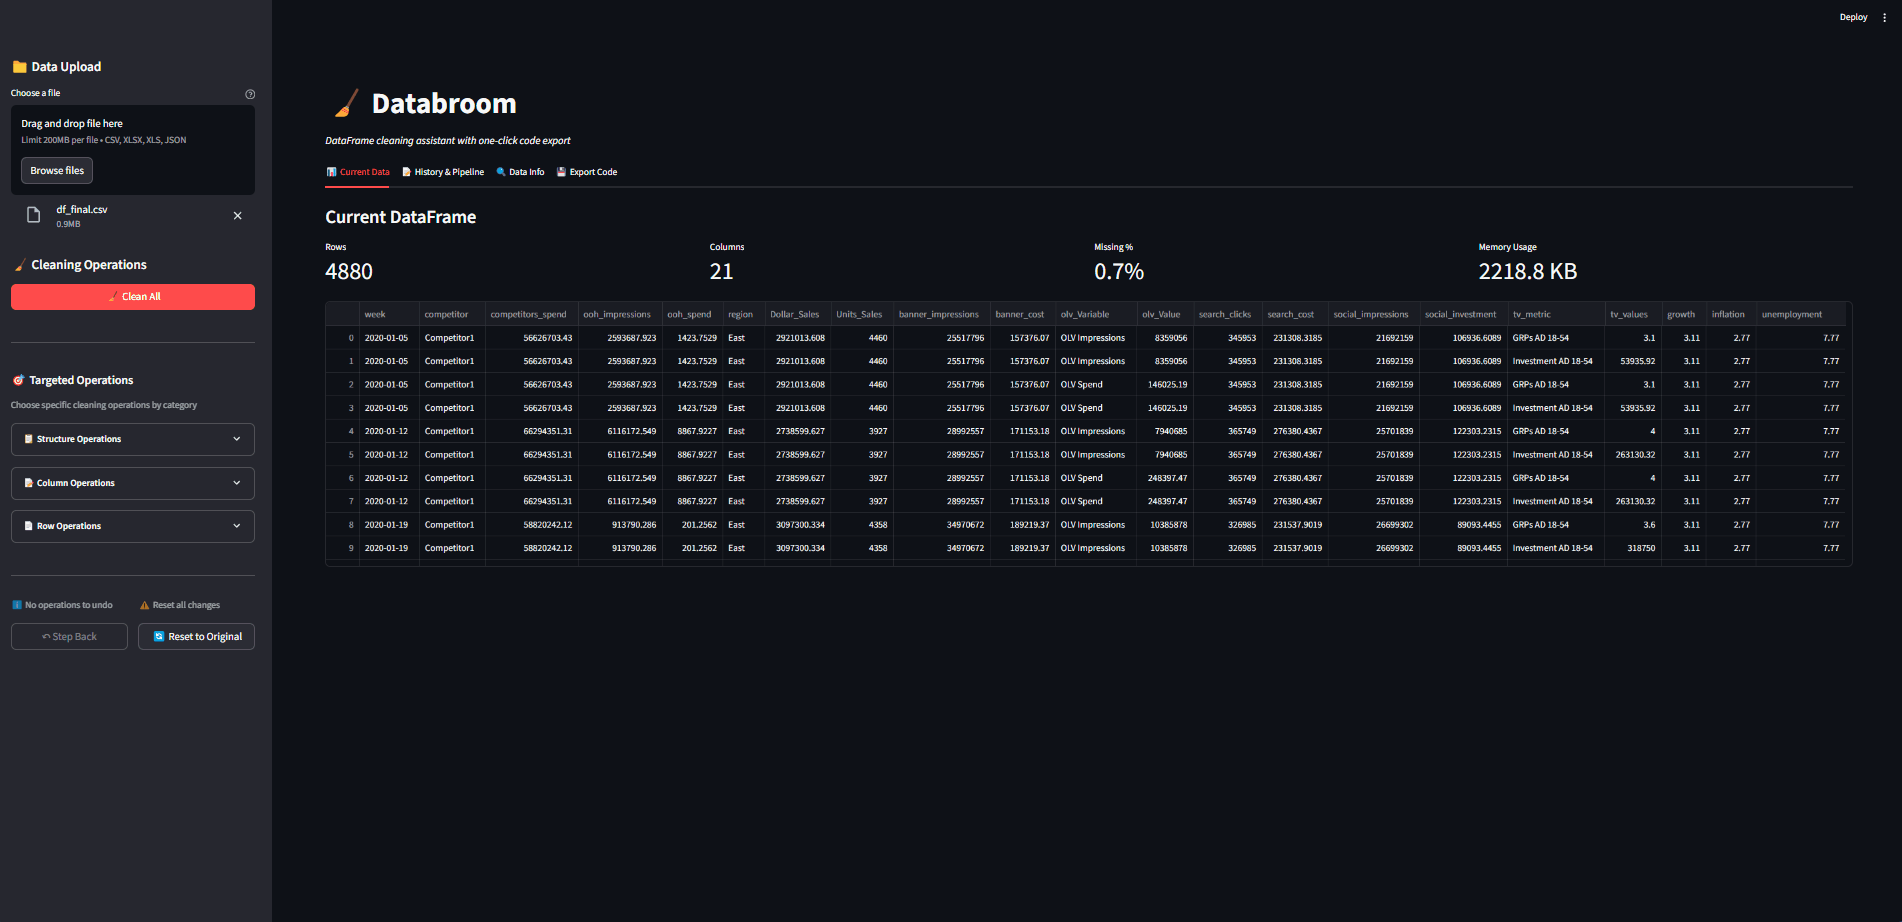 Deploy
Data Upload
Choose a file
Drag and drop file here
Limit 200MB per file • CSV, XLSX, XLS, JSON
Browse files
df_final.csv
0.9MB
Cleaning Operations
Clean All
Targeted Operations
Choose specific cleaning operations by category
Structure Operations
Column Operations
Row Operations
No operations to undo
Reset all changes
Step Back
Reset to Original
Databroom
DataFrame cleaning assistant with one-click code export
Current Data History & Pipeline Data Info Export Code
Current DataFrame
Rows Columns Missing % Memory Usage
4880 21 0.7% 2218.8 KB
week competitor competitors_spend ooh_impressions ooh_spend region Dollar_Sales Units_Sales banner_impressions banner_cost olv_Variable olv_Value search_clicks search_cost social_impressions social_investment tv_metric tv_values growth inflation unemployment
0 2020-01-05 Competitor1 56626703.43 2593687.923 1423.7529 East 2921013.608 4460 25517796 157376.07 OLV Impressions 8359056 345953 231308.3185 21692159 106936.6089 GRPs AD 18-54 3.1 3.11 2.77 7.77
1 2020-01-05 Competitor1 56626703.43 2593687.923 1423.7529 East 2921013.608 4460 25517796 157376.07 OLV Impressions 8359056 345953 231308.3185 21692159 106936.6089 Investment AD 18-54 53935.92 3.11 2.77 7.77
2 2020-01-05 Competitor1 56626703.43 2593687.923 1423.7529 East 2921013.608 4460 25517796 157376.07 OLV Spend 146025.19 345953 231308.3185 21692159 106936.6089 GRPs AD 18-54 3.1 3.11 2.77 7.77
3 2020-01-05 Competitor1 56626703.43 2593687.923 1423.7529 East 2921013.608 4460 25517796 157376.07 OLV Spend 146025.19 345953 231308.3185 21692159 106936.6089 Investment AD 18-54 53935.92 3.11 2.77 7.77
4 2020-01-12 Competitor1 66294351.31 6116172.549 8867.9227 East 2738599.627 3927 28992557 171153.18 OLV Impressions 7940685 365749 276380.4367 25701839 122303.2315 GRPs AD 18-54 4 3.11 2.77 7.77
5 2020-01-12 Competitor1 66294351.31 6116172.549 8867.9227 East 2738599.627 3927 28992557 171153.18 OLV Impressions 7940685 365749 276380.4367 25701839 122303.2315 Investment AD 18-54 263130.32 3.11 2.77 7.77
6 2020-01-12 Competitor1 66294351.31 6116172.549 8867.9227 East 2738599.627 3927 28992557 171153.18 OLV Spend 248397.47 365749 276380.4367 25701839 122303.2315 GRPs AD 18-54 4 3.11 2.77 7.77
7 2020-01-12 Competitor1 66294351.31 6116172.549 8867.9227 East 2738599.627 3927 28992557 171153.18 OLV Spend 248397.47 365749 276380.4367 25701839 122303.2315 Investment AD 18-54 263130.32 3.11 2.77 7.77
8 2020-01-19 Competitor1 58820242.12 913790.286 201.2562 East 3097300.334 4358 34970672 189219.37 OLV Impressions 10385878 326985 231537.9019 26699302 89093.4455 GRPs AD 18-54 3.6 3.11 2.77 7.77
9 2020-01-19 Competitor1 58820242.12 913790.286 201.2562 East 3097300.334 4358 34970672 189219.37 OLV Impressions 10385878 326985 231537.9019 26699302 89093.4455 Investment AD 18-54 318750 3.11 2.77 7.77